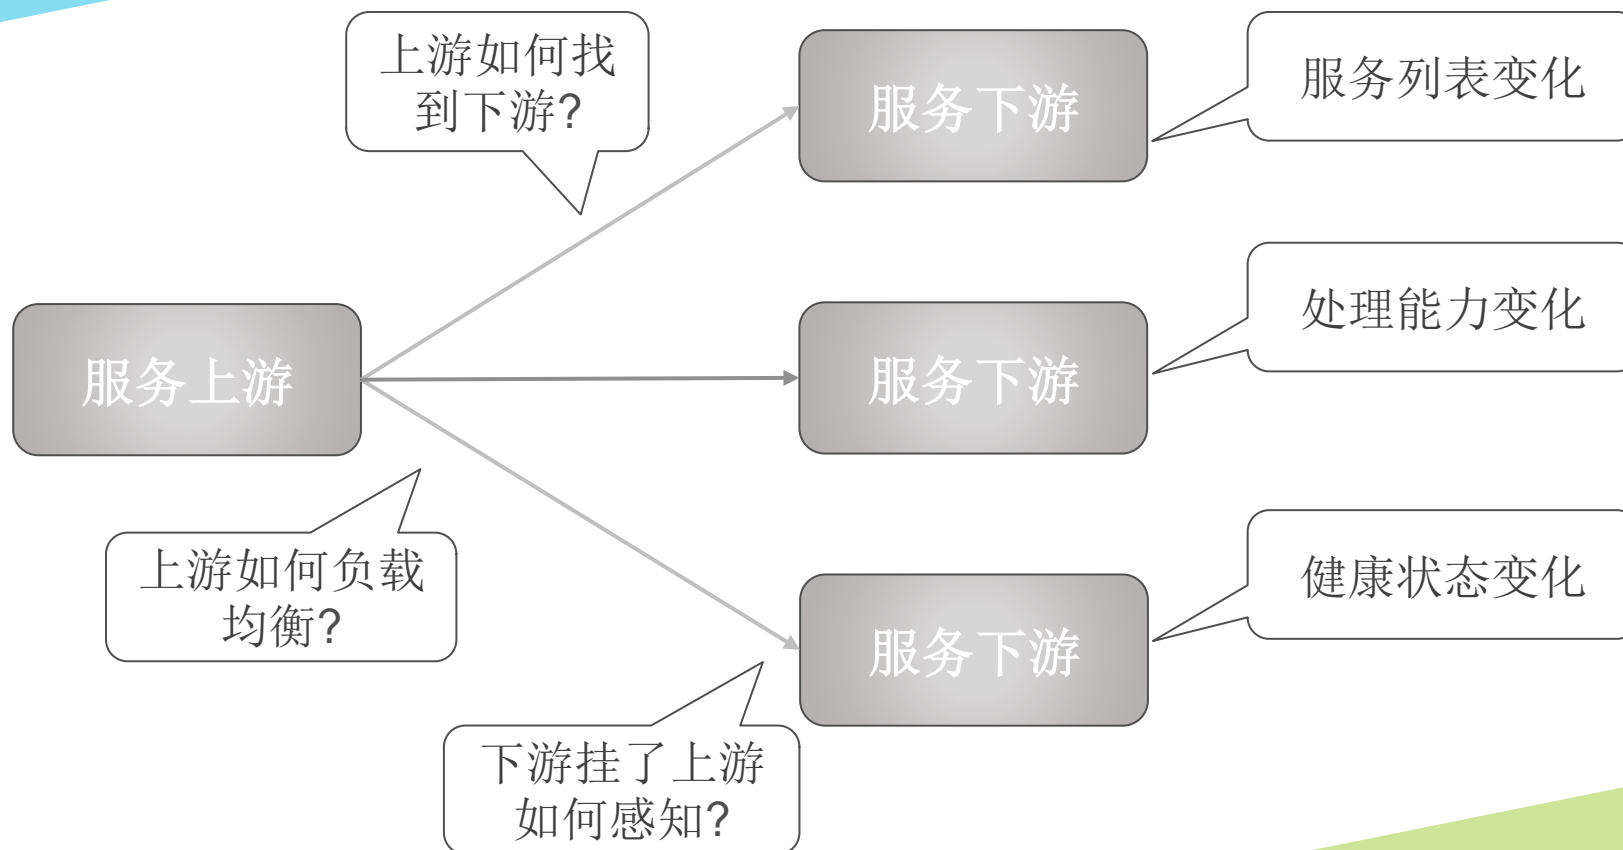 上游如何找
到下游?
服务下游
服务列表变化
服务上游
服务下游
处理能力变化
上游如何负载
均衡?
服务下游
健康状态变化
下游挂了上游
如何感知?